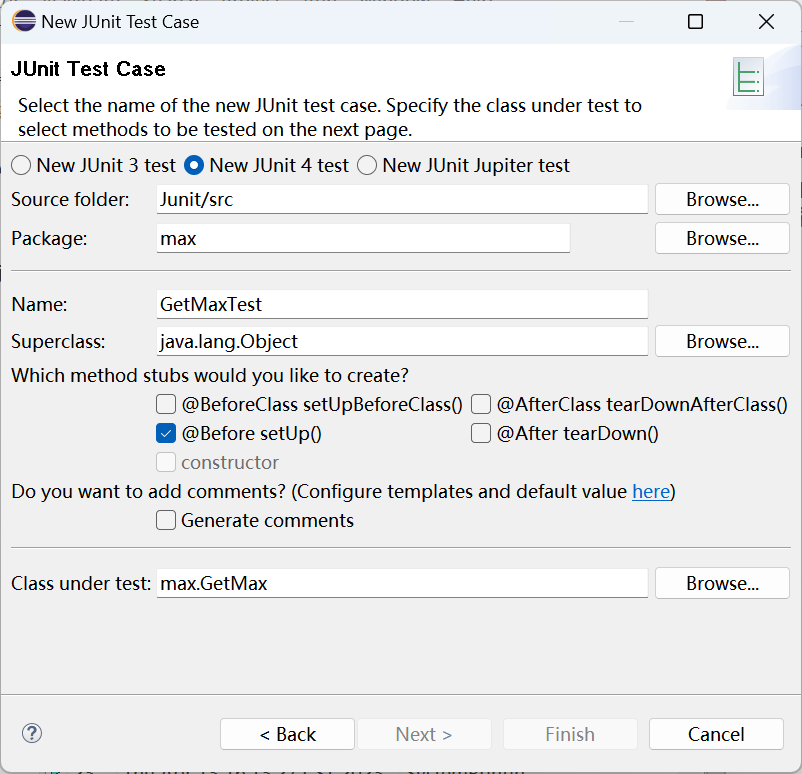 New JUnit Test Case
JUnit Test Case
Select the name of the new JUnit test case. Specify the class under test to
select methods to be tested on the next page.
New JUnit 3 test New JUnit 4 test New JUnit Jupiter test
Source folder: Junit/src Browse...
Package: max Browse...
Name: GetMaxTest
Superclass: java.lang.Object Browse...
Which method stubs would you like to create?
@BeforeClass setUpBeforeClass() @AfterClass tearDownAfterClass()
@Before setUp() @After tearDown()
constructor
Do you want to add comments? (Configure templates and default value here)
Generate comments
Class under test: max.GetMax Browse...
? < Back Next > Finish Cancel